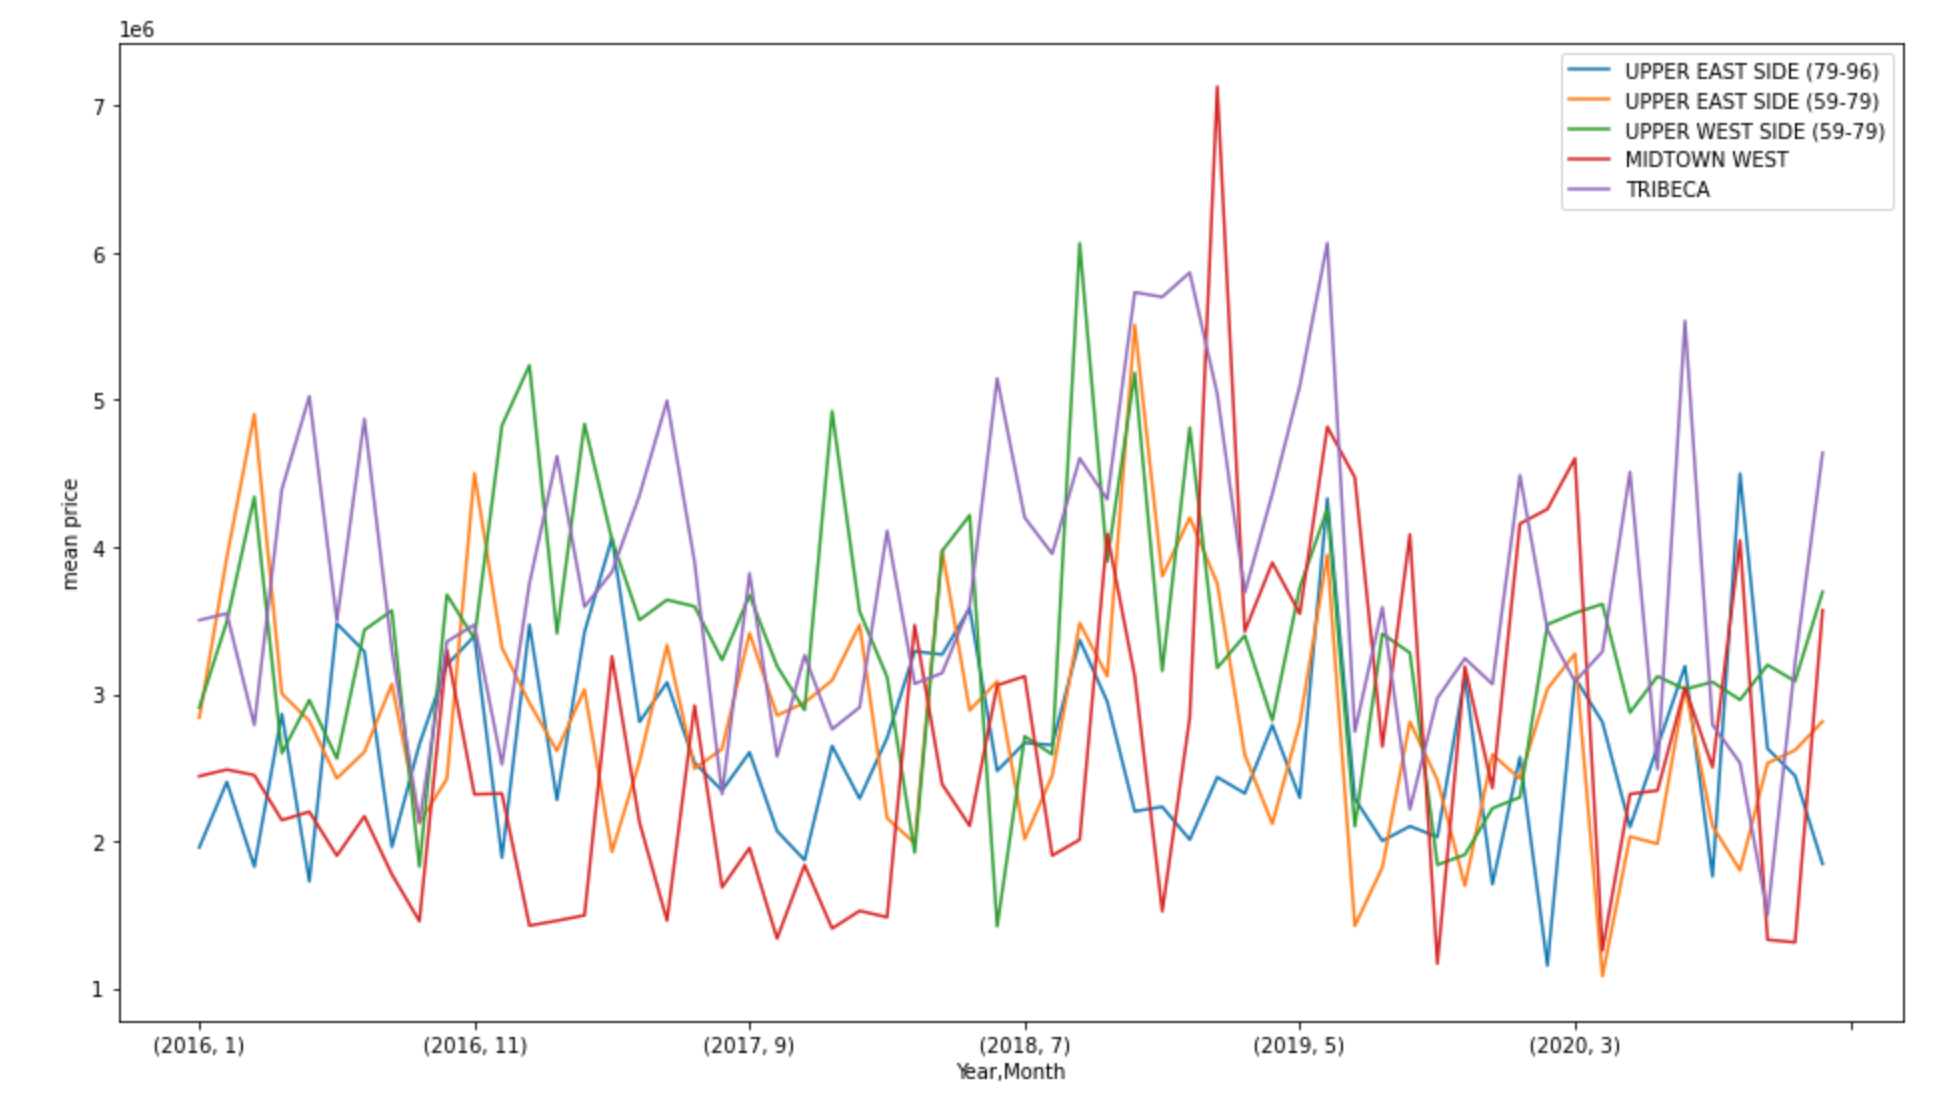 1e6
7
6
5
4
3
2
1
mean price
UPPER EAST SIDE (79-96)
UPPER EAST SIDE (59-79)
UPPER WEST SIDE (59-79)
MIDTOWN WEST
TRIBECA
(2016, 1) (2016, 11) (2017, 9) (2018, 7) (2019, 5) (2020, 3)
Year,Month